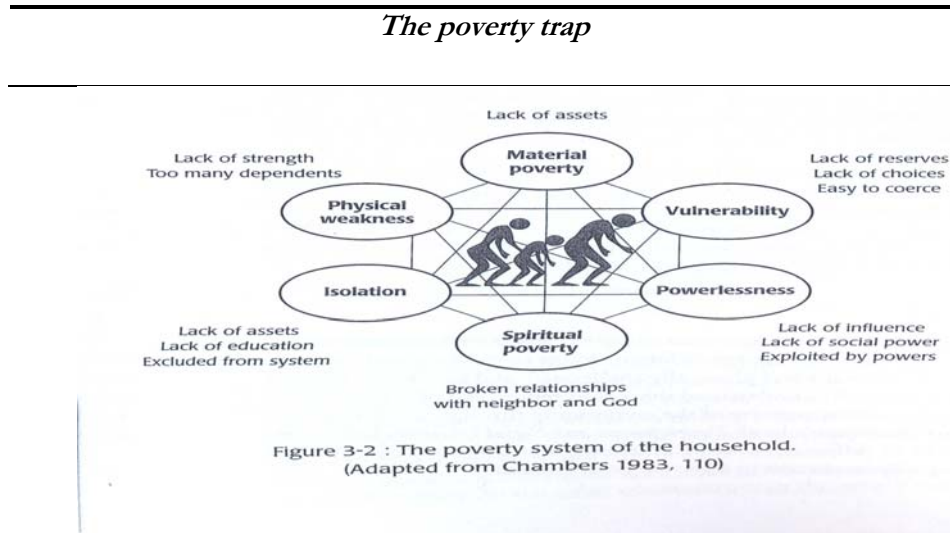 The poverty trap
Lack of assets
Material
poverty
Lack of strength
Too many dependents
Physical
weakness
Lack of reserves
Lack of choices
Easy to coerce
Vulnerability
Isolation
Lack of assets
Lack of education
Excluded from system
Powerlessness
Lack of influence
Lack of social power
Exploited by powers
Spiritual
poverty
Broken relationships
with neighbor and God
Figure 3-2 : The poverty system of the household.
(Adapted from Chambers 1983, 110)